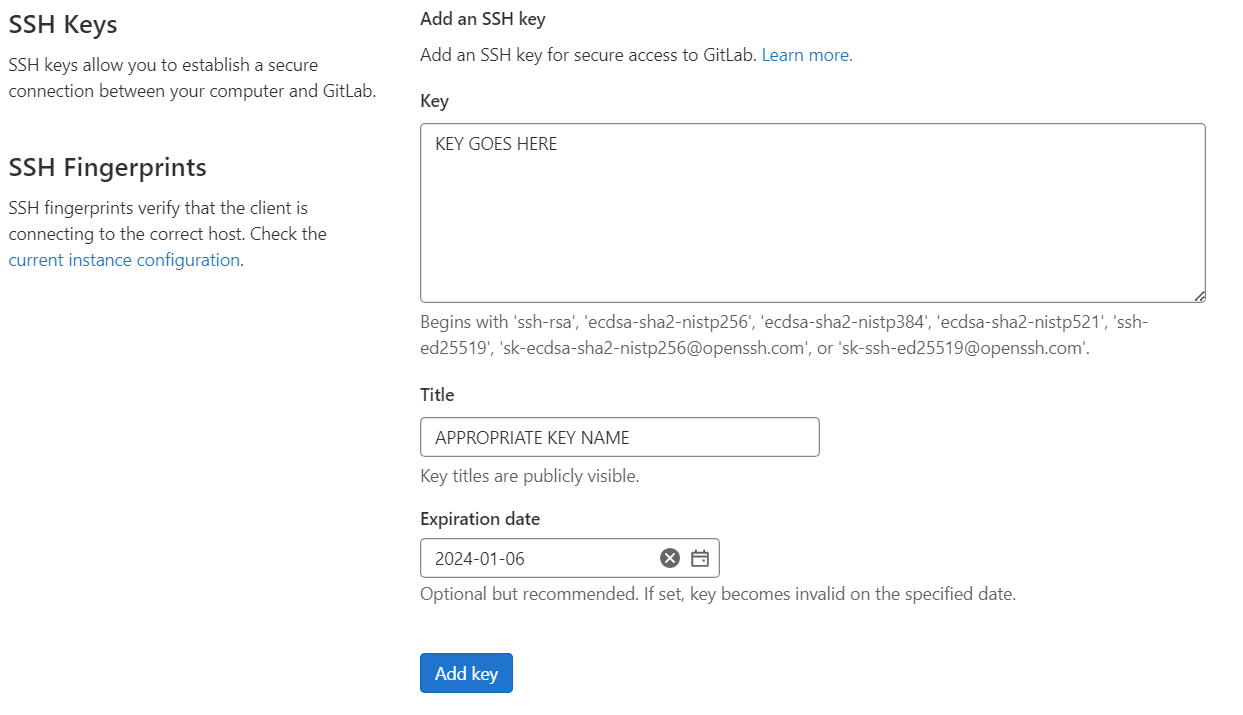 SSH Keys
SSH keys allow you to establish a secure
connection between your computer and GitLab.
SSH Fingerprints
SSH fingerprints verify that the client is
connecting to the correct host. Check the
current instance configuration.
Add an SSH key
Add an SSH key for secure access to GitLab. Learn more.
Key
KEY GOES HERE
Begins with 'ssh-rsa', 'ecdsa-sha2-nistp256', 'ecdsa-sha2-nistp384', 'ecdsa-sha2-nistp521', 'ssh-
ed25519', 'sk-ecdsa-sha2-nistp256@openssh.com', or 'sk-ssh-ed25519@openssh.com'.
Title
APPROPRIATE KEY NAME
Key titles are publicly visible.
Expiration date
2024-01-06
Optional but recommended. If set, key becomes invalid on the specified date.
Add key